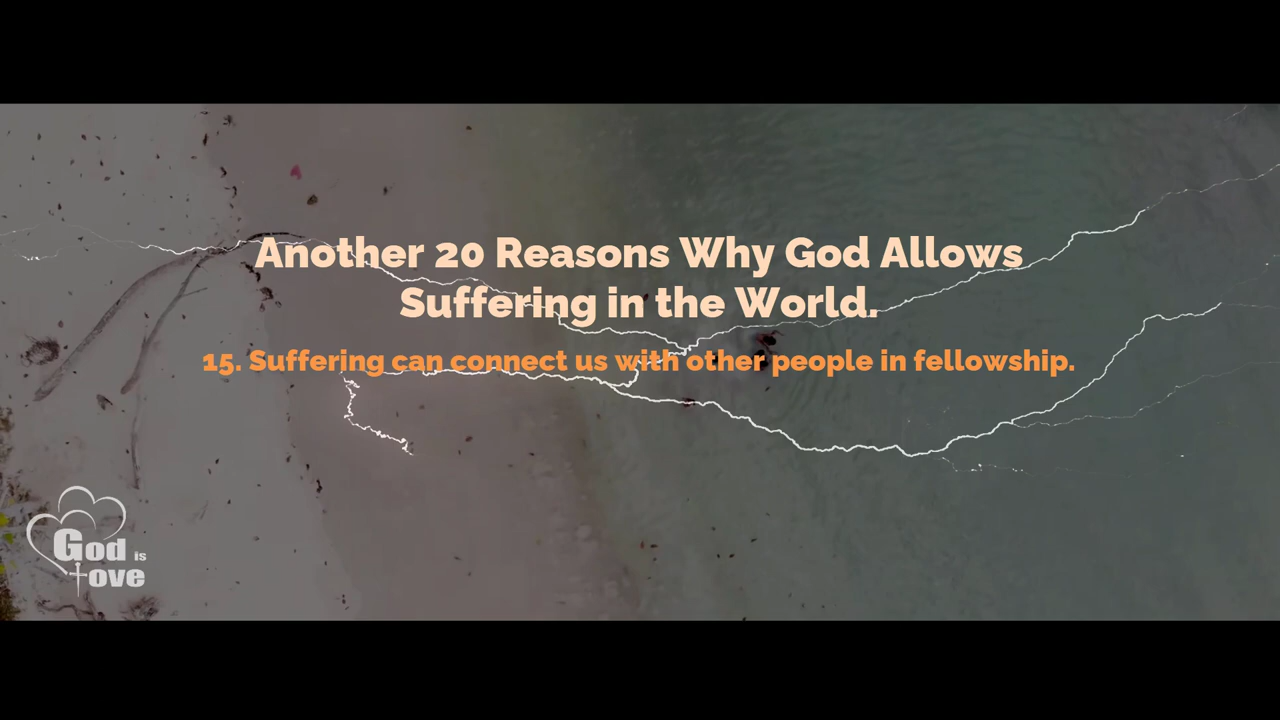 Another 20 Reasons Why God Allows
Suffering in the World.
15. Suffering can connect us with other people in fellowship.
God is
love